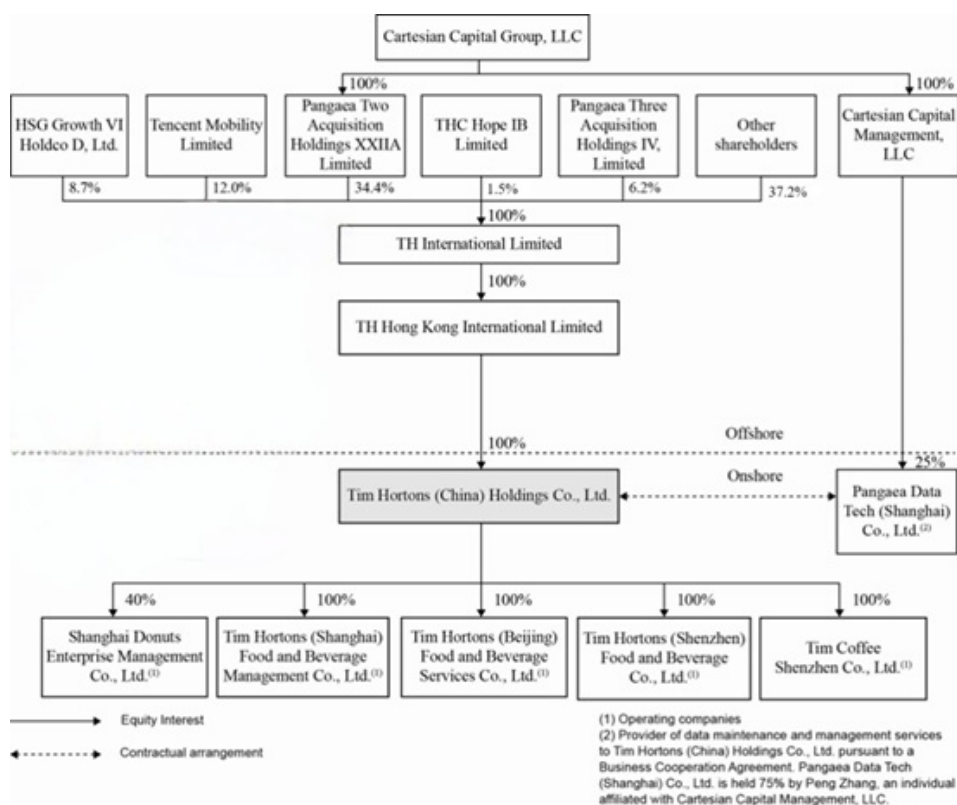 Cartesian Capital Group, LLC
100%
100%
HSG Growth VI
Holdco D, Ltd.
Tencent Mobility
Limited
Pangaea Two
Acquisition
Holdings XXIIA
Limited
THC Hope IB
Limited
Pangaea Three
Acquisition
Holdings IV,
Limited
Other
shareholders
Cartesian Capital
Management,
LLC
8.7%
12.0%
34.4%
1.5%
6.2%
37.2%
100%
TH International Limited
100%
TH Hong Kong International Limited
100%
Offshore
Onshore
25%
Tim Hortons (China) Holdings Co., Ltd.
Pangaea Data
Tech (Shanghai)
Co., Ltd.(2)
40%
100%
100%
100%
100%
Shanghai Donuts
Enterprise Management
Co., Ltd.(1)
Tim Hortons (Shanghai)
Food and Beverage
Management Co., Ltd.(1)
Tim Hortons (Beijing)
Food and Beverage
Services Co., Ltd.(1)
Tim Hortons (Shenzhen)
Food and Beverage
Co., Ltd.(1)
Tim Coffee
Shenzhen Co., Ltd.(1)
Equity Interest
Contractual arrangement
(1) Operating companies
(2) Provider of data maintenance and management services
to Tim Hortons (China) Holdings Co., Ltd. pursuant to a
Business Cooperation Agreement. Pangaea Data Tech
(Shanghai) Co., Ltd. is held 75% by Peng Zhang, an individual
affiliated with Cartesian Capital Management, LLC.